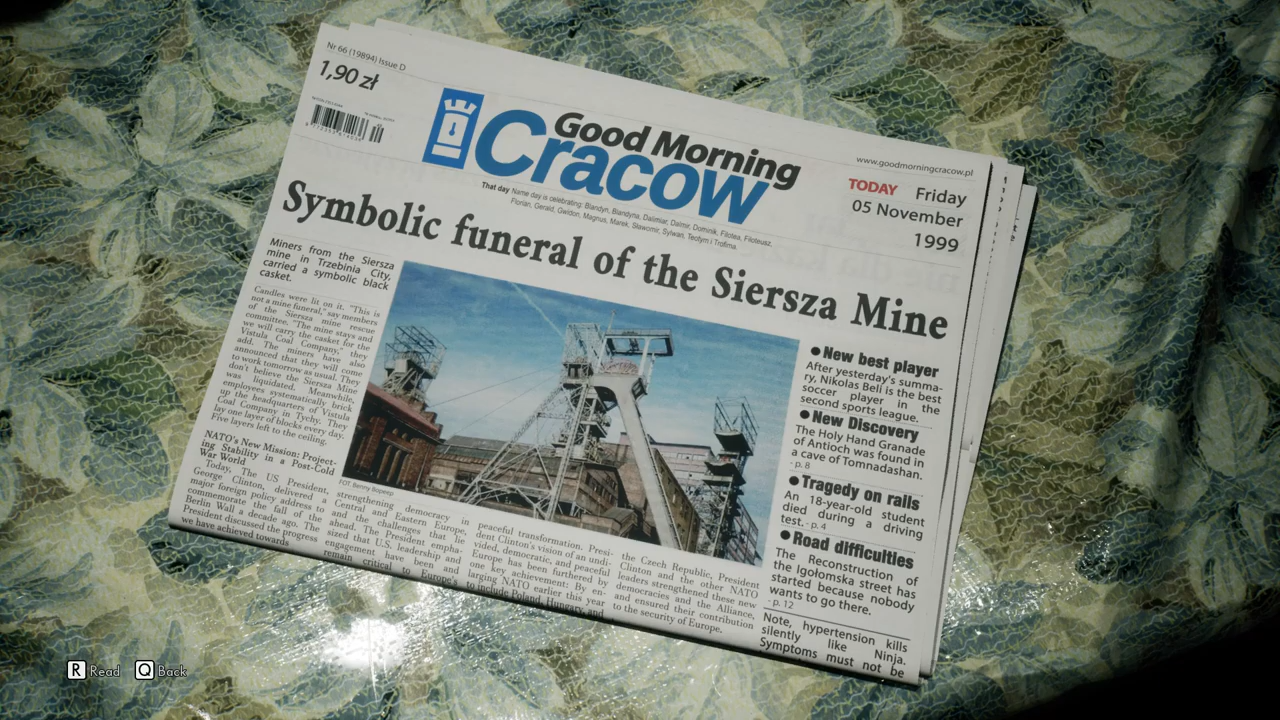 Nr 66 (19894) Issue D
1,90 zł
Good Morning
Cracow
That day Name day is celebrating: Blandyn, Blandyna, Dalimiar, Dalmir, Dominik, Filotea, Filoteusz,
Florian, Gerald, Gwidon, Magnus, Marek, Sławomir, Sylwan, Teotym i Trofima.
www.goodmorningcracow.pl
TODAY Friday
05 November
1999
Symbolic funeral of the Siersza Mine
Miners from the Siersza
mine in Trzebinia City,
carried a symbolic black
casket.
Candles were lit on it. "This is
not a mine funeral," say members
of the Siersza mine rescue
committee. "The mine stays and
we will carry the casket for the
Vistula Coal Company," they
add. The miners have also
announced that they will come
to work tomorrow as usual. They
don't believe the Siersza Mine
was liquidated. Meanwhile,
employees systematically brick
up the headquarters of Vistula
Coal Company in Tychy. They
lay one layer of blocks every day.
Five layers left to the ceiling.
NATO's New Mission: Project-
ing Stability in a Post-Cold
War World
Today, The US President,
George Clinton, delivered a
major foreign policy address to
commemorate the fall of the
Berlin Wall a decade ago. The
President discussed the progress
we have achieved towards
FOT. Benny Bopeep
strengthening democracy in
Central and Eastern Europe,
and the challenges that lie
ahead. The President empha-
sized that U.S. leadership and
engagement have been and
remain critical to Europe's
peaceful transformation. Presi-
dent Clinton's vision of an undi-
vided, democratic, and peaceful
Europe has been furthered by
one key achievement: By en-
larging NATO earlier this year
to include Poland, Hungary, and
the Czech Republic, President
Clinton and the other NATO
leaders strengthened these new
democracies and the Alliance,
and ensured their contribution
to the security of Europe.
●New best player
After yesterday's summa-
ry, Nikolas Beli is the best
soccer player in the
second sports league.
●New Discovery
The Holy Hand Granade
of Antioch was found in
a cave of Tomnadashan.
- p. 8
●Tragedy on rails
An 18-year-old student
died during a driving
test. - p. 4
●Road difficulties
The Reconstruction of
the Igołomska street has
started because nobody
wants to go there.
- p. 12
Note, hypertension kills
silently like Ninja.
Symptoms must not be
R Read Q Back